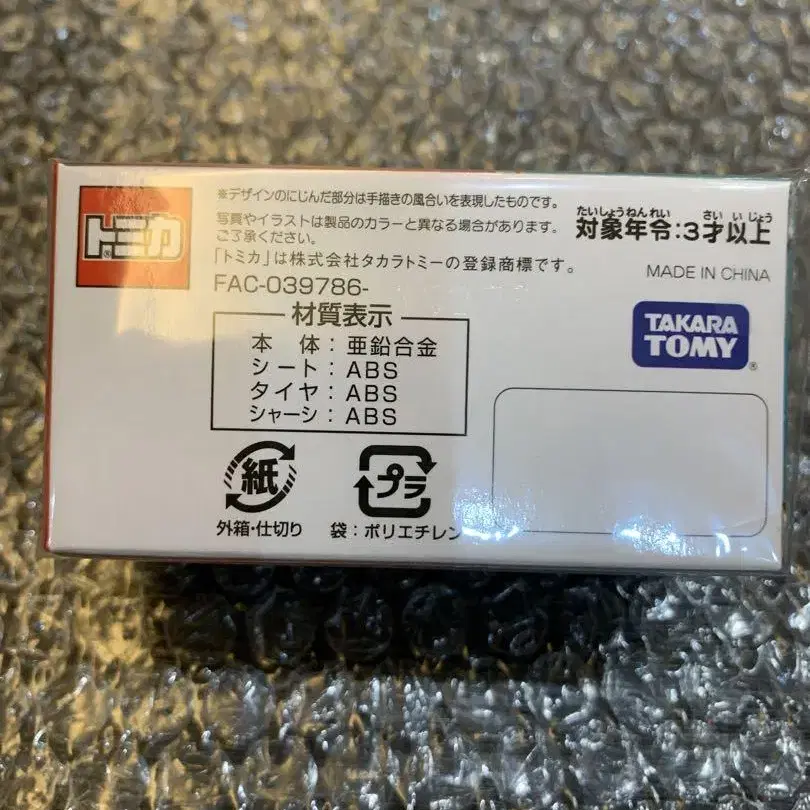 トミカ®
※デザインのにじんだ部分は手描きの風合いを表現したものです。
写真やイラストは製品のカラーと異なる場合があります。
ご了承ください。
「トミカ」は株式会社タカラトミーの登録商標です。
FAC-039786-
たいしょうねんれい さい いじょう
対象年令:3才以上
MADE IN CHINA
TAKARA
TOMY®
材質表示
本 体:亜鉛合金
シート:ABS
タイヤ:ABS
シャーシ:ABS
紙
外箱・仕切り
プラ
袋:ポリエチレン